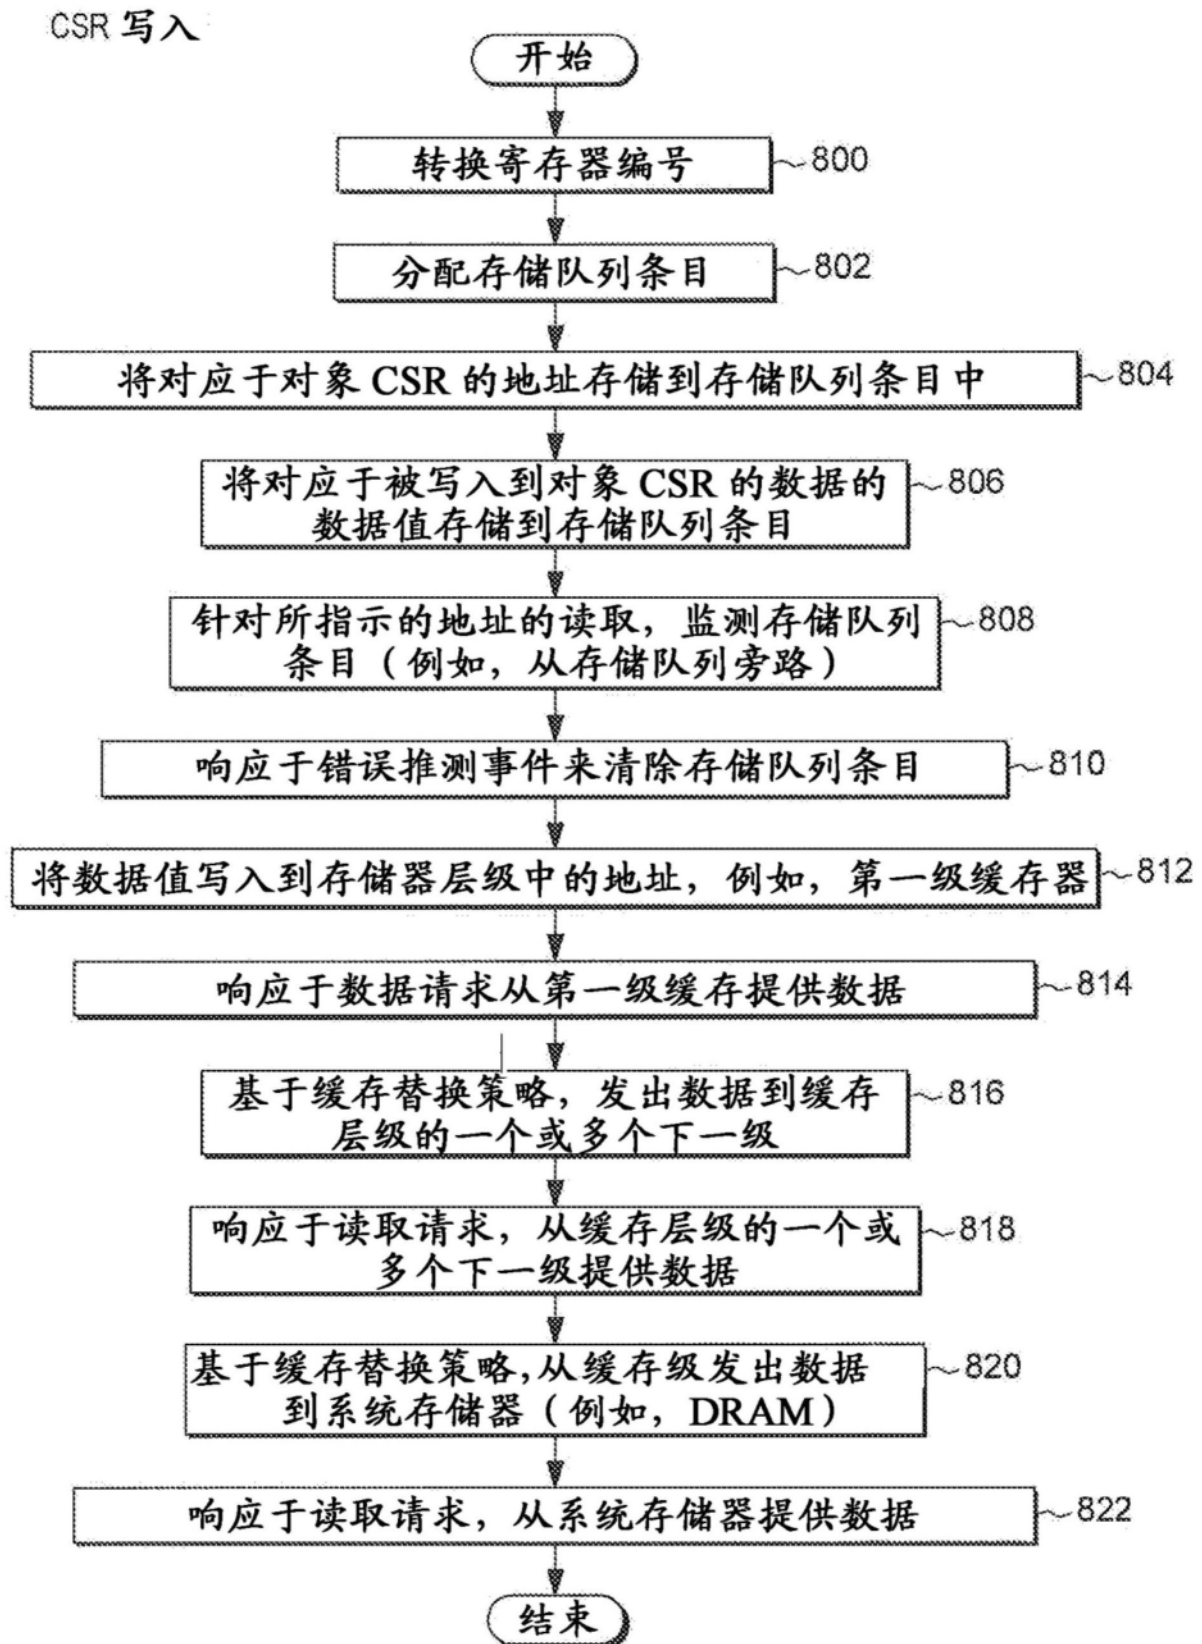 CSR 写入
开始
转换寄存器编号
800
分配存储队列条目
802
将对应于对象 CSR 的地址存储到存储队列条目中
804
将对应于被写入到对象 CSR 的数据的
数据值存储到存储队列条目
806
针对所指示的地址的读取，监测存储队列
条目（例如，从存储队列旁路）
808
响应于错误推测事件来清除存储队列条目
810
将数据值写入到存储器层级中的地址，例如，第一级缓存器
812
响应于数据请求从第一级缓存提供数据
814
基于缓存替换策略，发出数据到缓存
层级的一个或多个下一级
816
响应于读取请求，从缓存层级的一个或
多个下一级提供数据
818
基于缓存替换策略,从缓存级发出数据
到系统存储器（例如，DRAM）
820
响应于读取请求，从系统存储器提供数据
822
结束